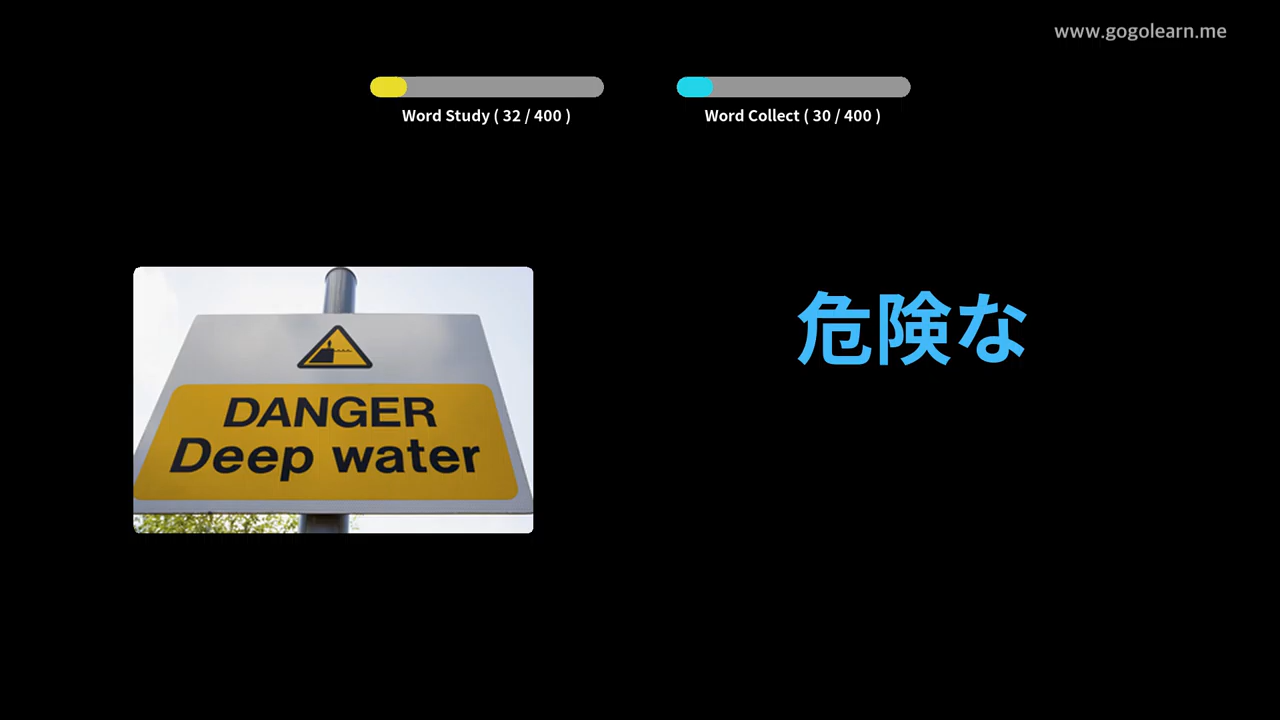 www.gogolearn.me
Word Study ( 32 / 400 )
Word Collect ( 30 / 400 )
DANGER
Deep water
危険な